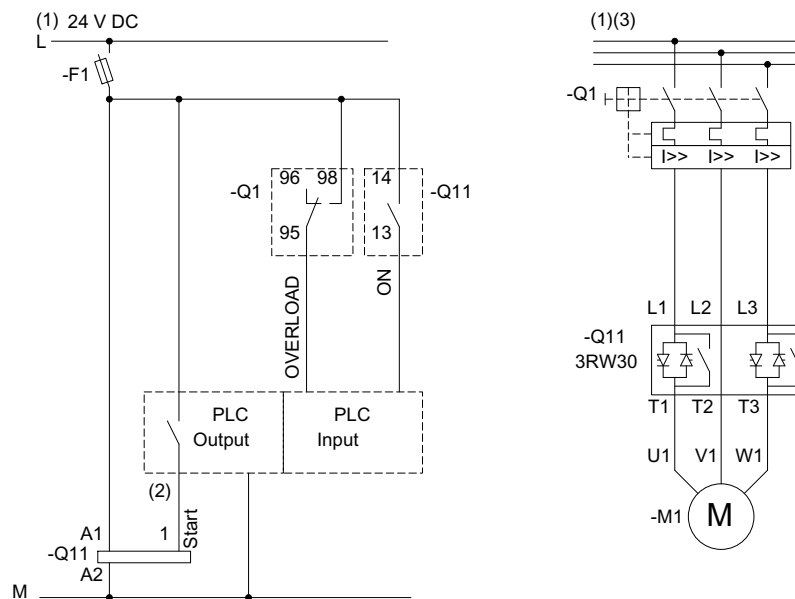 (1) 24 V DC
L
-F1
-Q1
96 98
95
14
13
-Q11
OVERLOAD
ON
PLC
Output
PLC
Input
(2)
A1
1
Start
-Q11
A2
M
(1)(3)
-Q1
I>> I>> I>>
L1 L2 L3
-Q11
3RW30
T1 T2 T3
U1 V1 W1
-M1
M